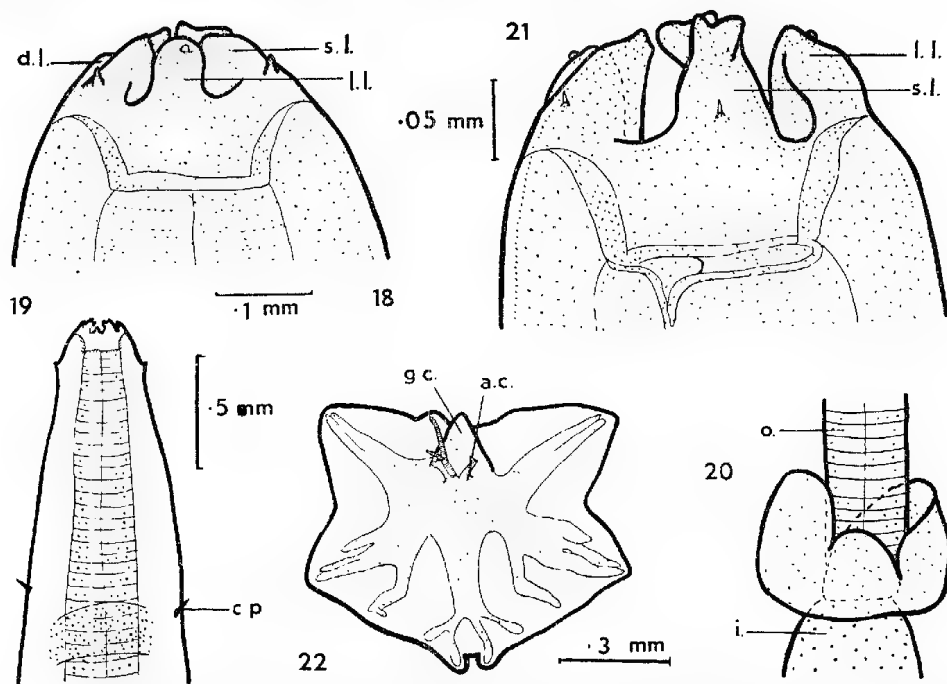 d.l.
s.l.
l.l.
21
l.l.
s.l.
·05 mm
19
·1 mm
18
·5 mm
g c.
a.c.
o.
20
c p
i.
22
·3 mm